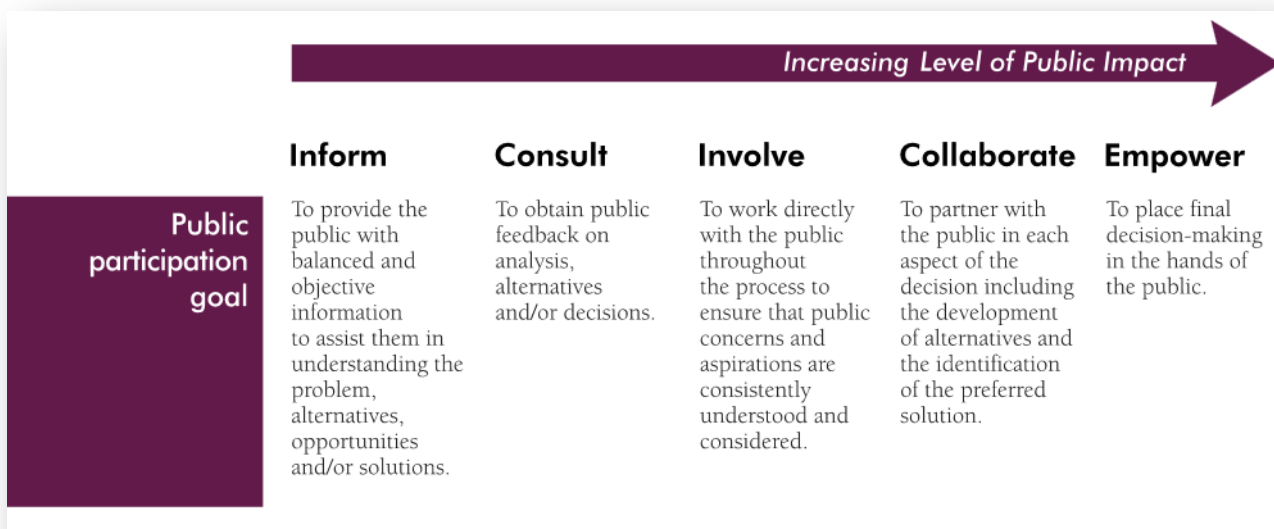 Increasing Level of Public Impact
Inform
Consult
Involve
Collaborate
Empower
Public
participation
goal
To provide the
public with
balanced and
objective
information
to assist them in
understanding the
problem,
alternatives,
opportunities
and/or solutions.
To obtain public
feedback on
analysis,
alternatives
and/or decisions.
To work directly
with the public
throughout
the process to
ensure that public
concerns and
aspirations are
consistently
understood and
considered.
To partner with
the public in each
aspect of the
decision including
the development
of alternatives and
the identification
of the preferred
solution.
To place final
decision-making
in the hands of
the public.